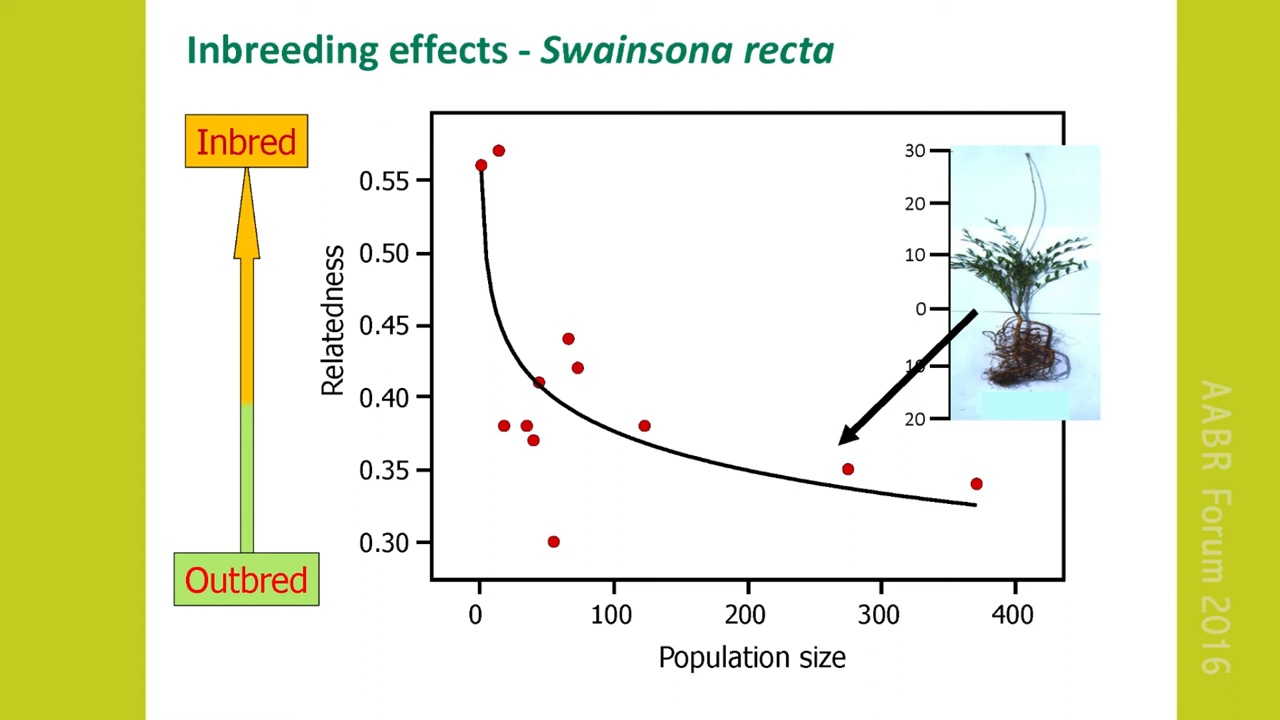 Inbreeding effects - Swainsona recta
Inbred
Outbred
Relatedness
0.55
0.50
0.45
0.40
0.35
0.30
0
100
200
300
400
Population size
30
20
10
0
10
20
AABR Forum 2016